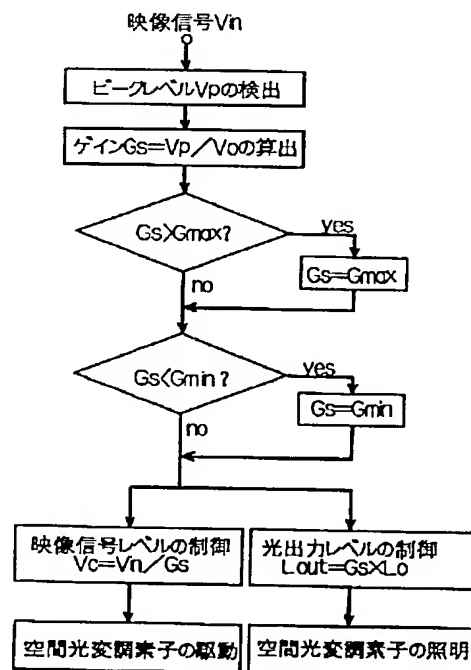 映像信号Vin
ピークレベルVpの検出
ゲインGs=Vp/Voの算出
Gs>Gmax?
yes
Gs=Gmax
no
Gs<Gmin?
yes
Gs=Gmin
no
映像信号レベルの制御
Vc=Vin/Gs
光出力レベルの制御
Lout=Gs×Lo
空間光変調素子の駆動
空間光変調素子の照明